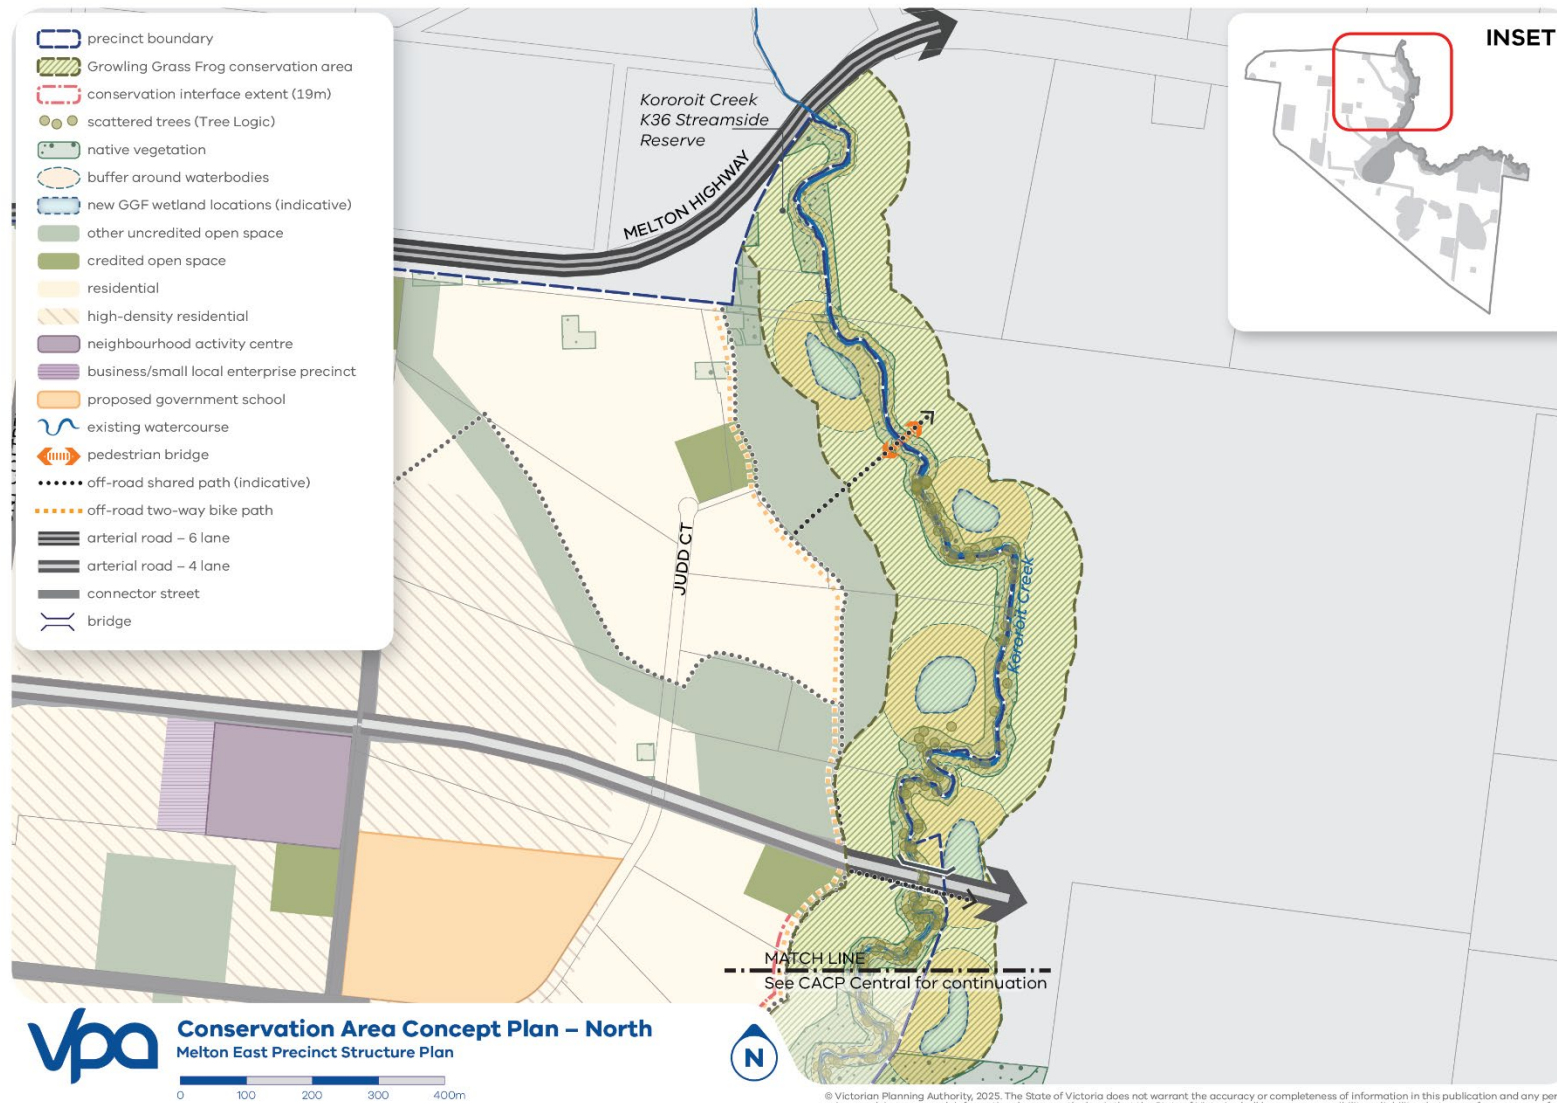 precinct boundary
Growling Grass Frog conservation area
conservation interface extent (19m)
scattered trees (Tree Logic)
native vegetation
buffer around waterbodies
new GGF wetland locations (indicative)
other uncredited open space
credited open space
residential
high-density residential
neighbourhood activity centre
business/small local enterprise precinct
proposed government school
existing watercourse
pedestrian bridge
off-road shared path (indicative)
off-road two-way bike path
arterial road – 6 lane
arterial road – 4 lane
connector street
bridge
Kororoit Creek
K36 Streamside
Reserve
MELTON HIGHWAY
INSET
JUDD CT
Kororoit Creek
MATCH LINE
See CACP Central for continuation
vpa
Conservation Area Concept Plan – North
Melton East Precinct Structure Plan
0 100 200 300 400m
N
© Victorian Planning Authority, 2025. The State of Victoria does not warrant the accuracy or completeness of information in this publication and any per